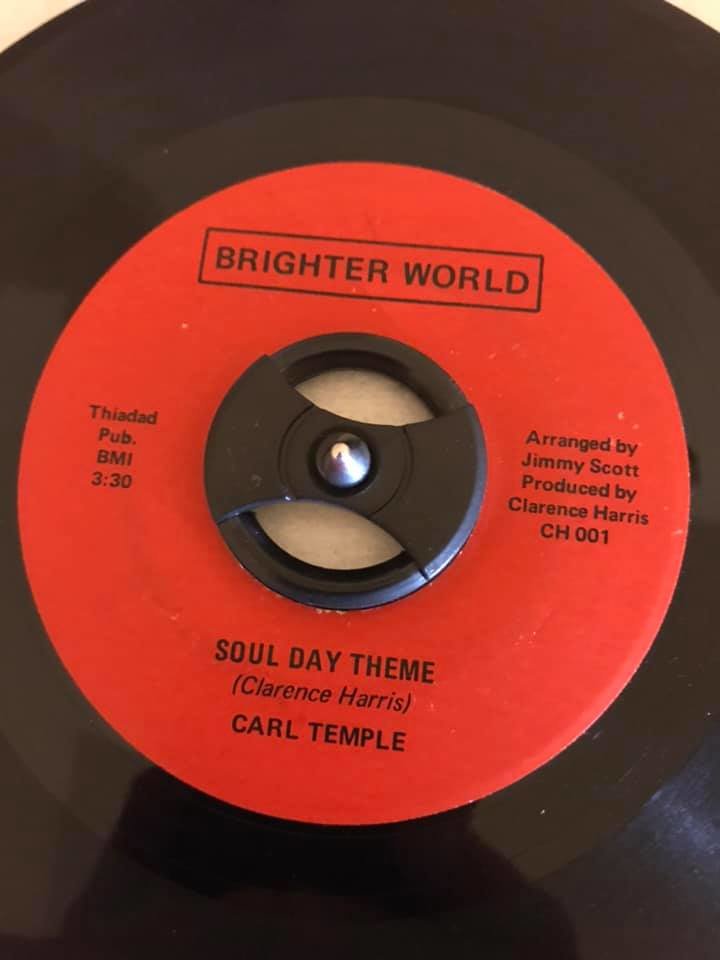 BRIGHTER WORLD
Thiadad
Pub.
BMI
3:30
Arranged by
Jimmy Scott
Produced by
Clarence Harris
CH 001
SOUL DAY THEME
(Clarence Harris)
CARL TEMPLE